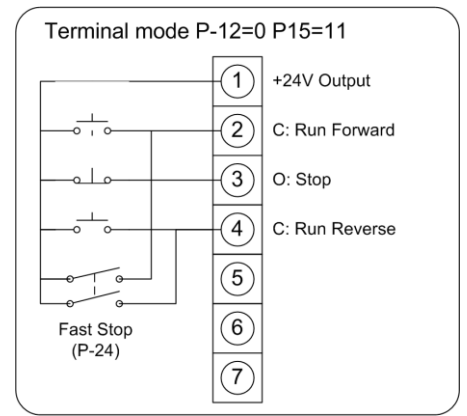 Terminal mode P-12=0 P15=11
1 +24V Output
2 C: Run Forward
3 O: Stop
4 C: Run Reverse
5
6
7
Fast Stop
(P-24)